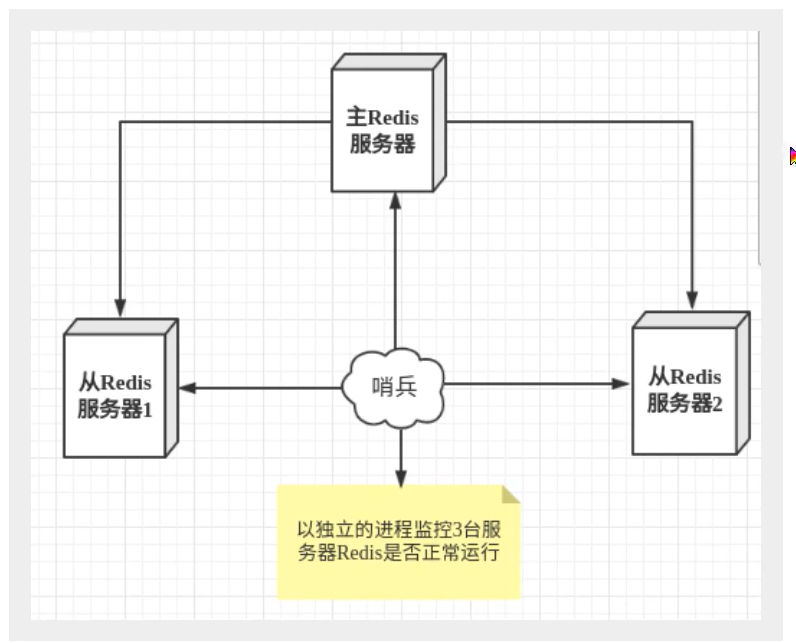 主Redis
服务器
从Redis
服务器1
哨兵
从Redis
服务器2
以独立的进程监控3台服
务器Redis是否正常运行